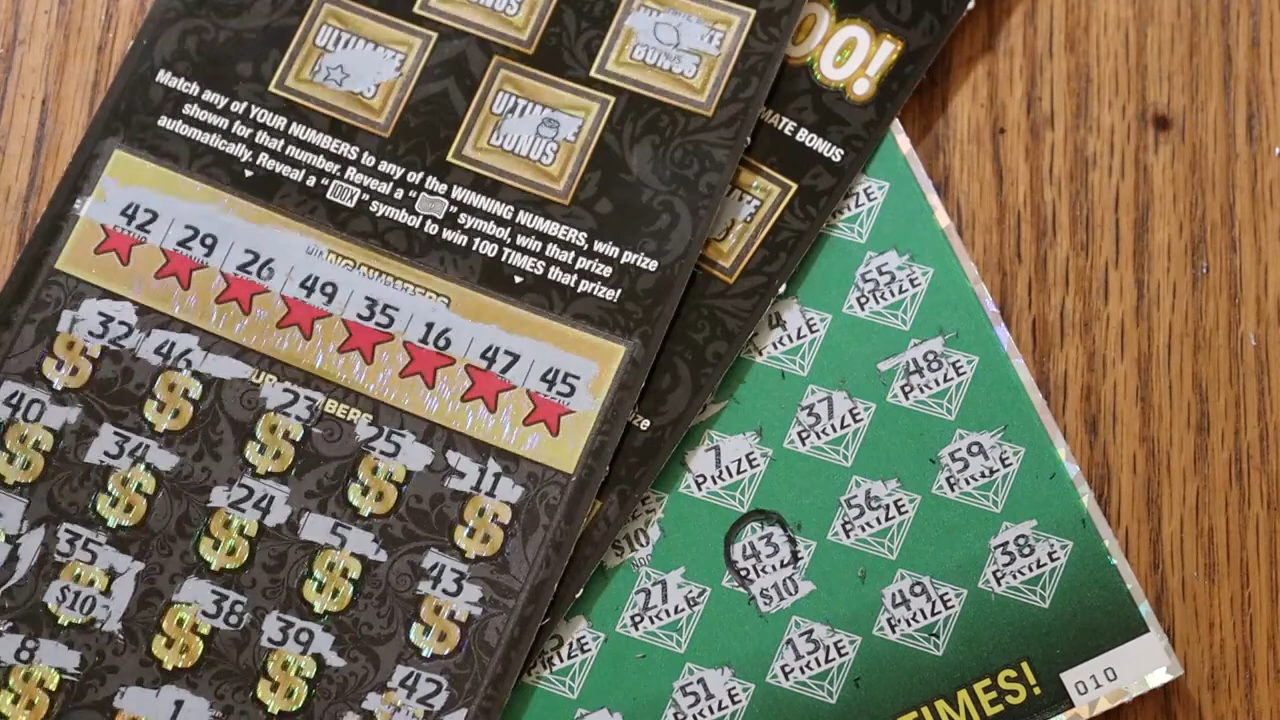 BONUS
ULTIMATE
BONUS
ULTIMATE
BONUS
OO!
Match any of YOUR NUMBERS to any of the WINNING NUMBERS, win prize
shown for that number. Reveal a " " symbol, win that prize
automatically. Reveal a " 100X " symbol to win 100 TIMES that prize!
MATE BONUS
NUMBERS
42 29 26 49 35 16 47 45
32 46 23 25 11
40 34 24 5 43
35 38 39 42
$10
8 1
55
PRIZE
4
PRIZE
48
PRIZE
37
PRIZE
7
PRIZE
59
PRIZE
56
PRIZE
$10
43
$10
38
PRIZE
27
PRIZE
49
PRIZE
13
PRIZE
51
PRIZE
TIMES!
010